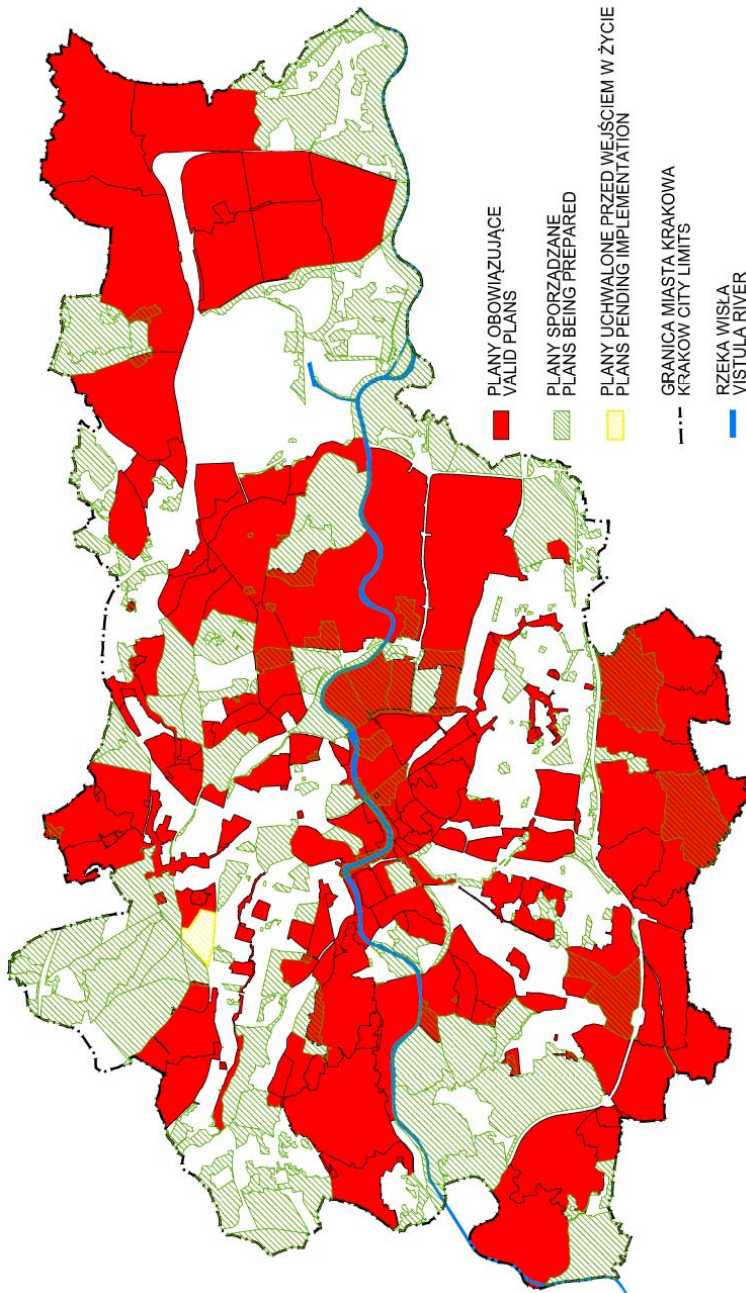 PLANY OBOWIĄZUJĄCE
VALID PLANS
PLANY SPORZĄDZANE
PLANS BEING PREPARED
PLANY UCHWALONE PRZED WEJŚCIEM W ŻYCIE
PLANS PENDING IMPLEMENTATION
GRANICA MIASTA KRAKOWA
KRAKOW CITY LIMITS
RZEKA WISŁA
VISTULA RIVER